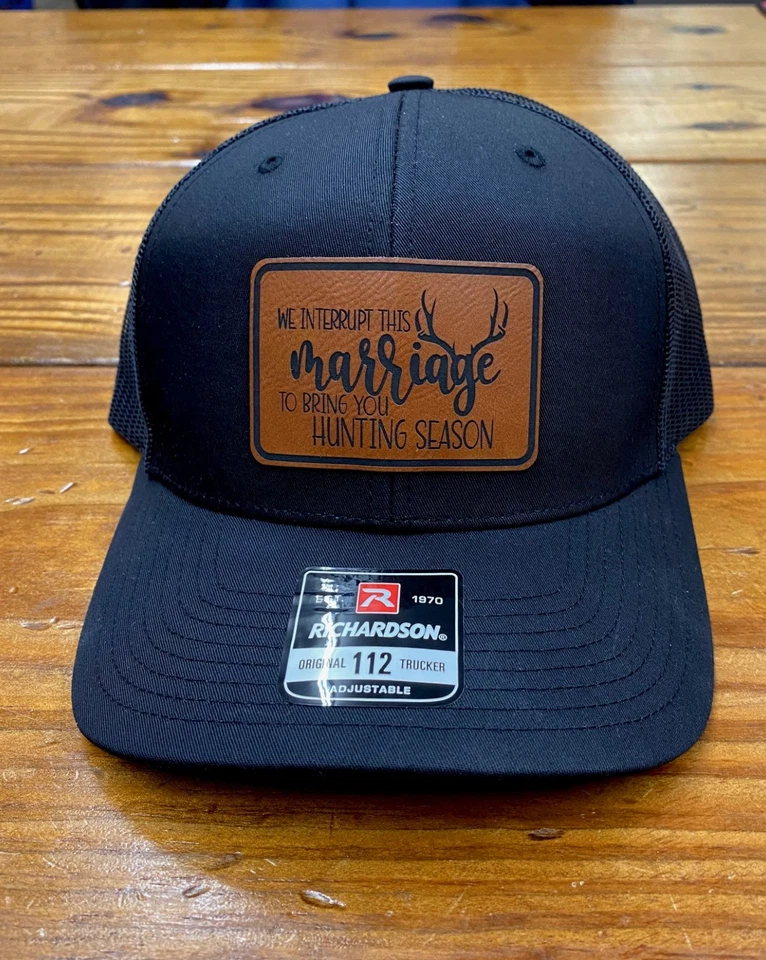 WE INTERRUPT THIS
marriage
TO BRING YOU
HUNTING SEASON
EST. R 1970
RICHARDSON®
ORIGINAL 112 TRUCKER
ADJUSTABLE